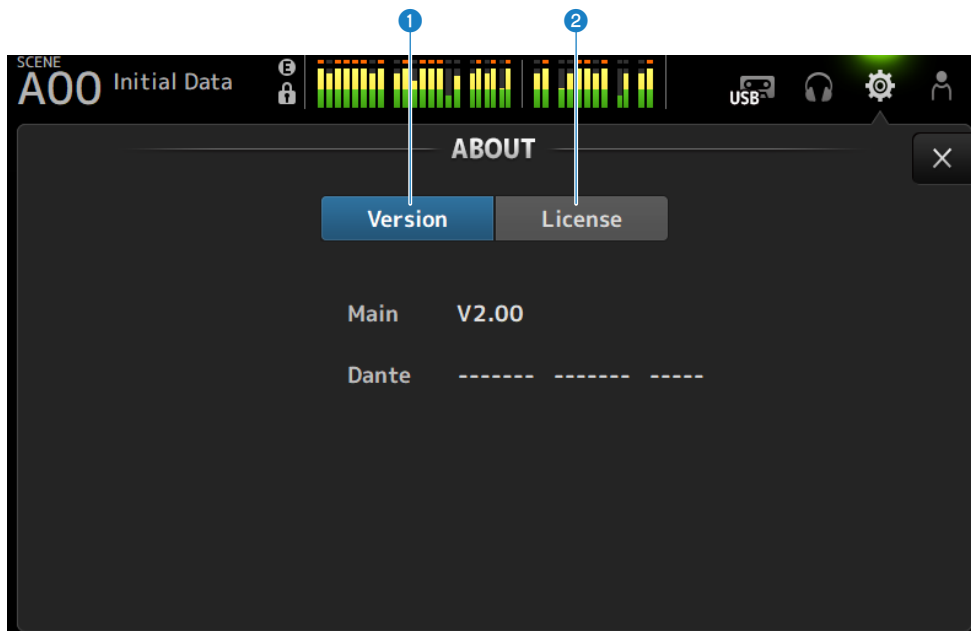 1 2
SCENE
A00 Initial Data E
USB
ABOUT
Version License
Main V2.00
Dante ------- ------- -----